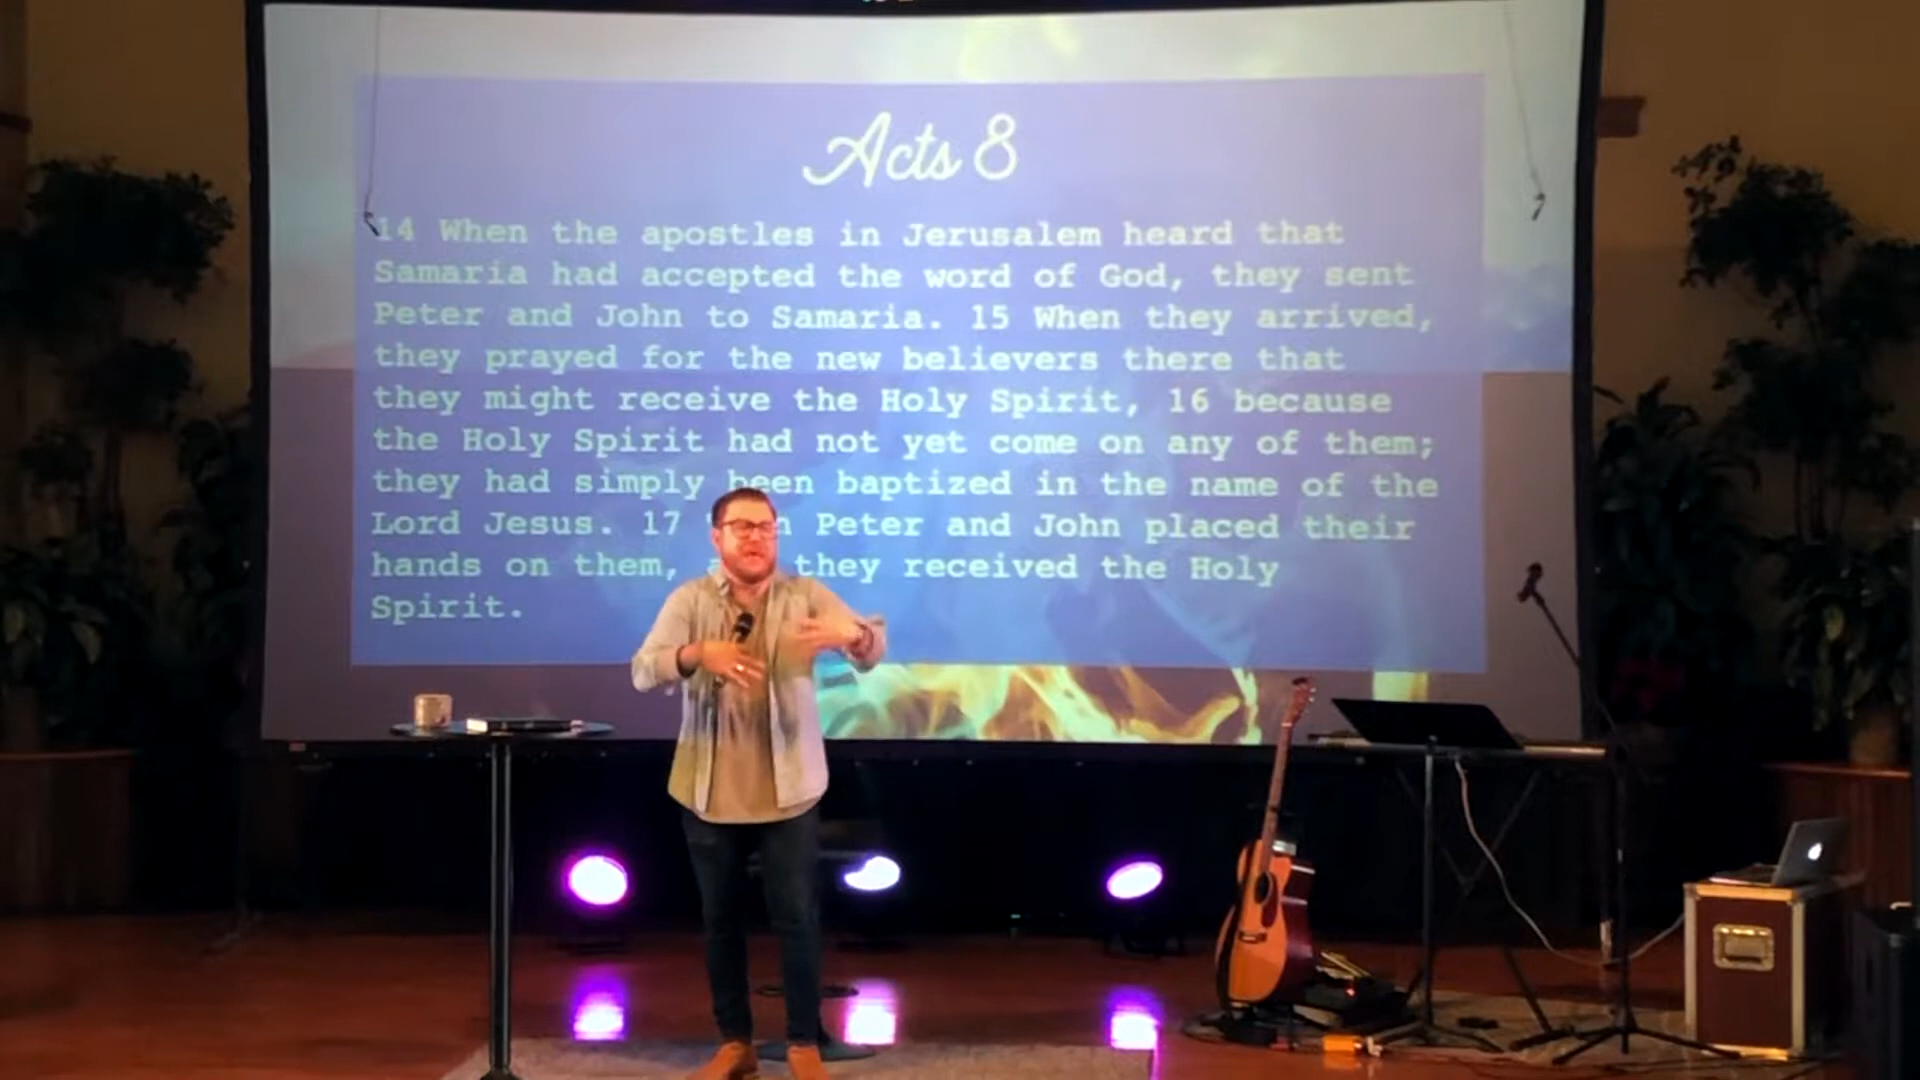 Acts 8
14 When the apostles in Jerusalem heard that
Samaria had accepted the word of God, they sent
Peter and John to Samaria. 15 When they arrived,
they prayed for the new believers there that
they might receive the Holy Spirit, 16 because
the Holy Spirit had not yet come on any of them;
they had simply been baptized in the name of the
Lord Jesus. 17 Peter and John placed their
hands on them, they received the Holy
Spirit.